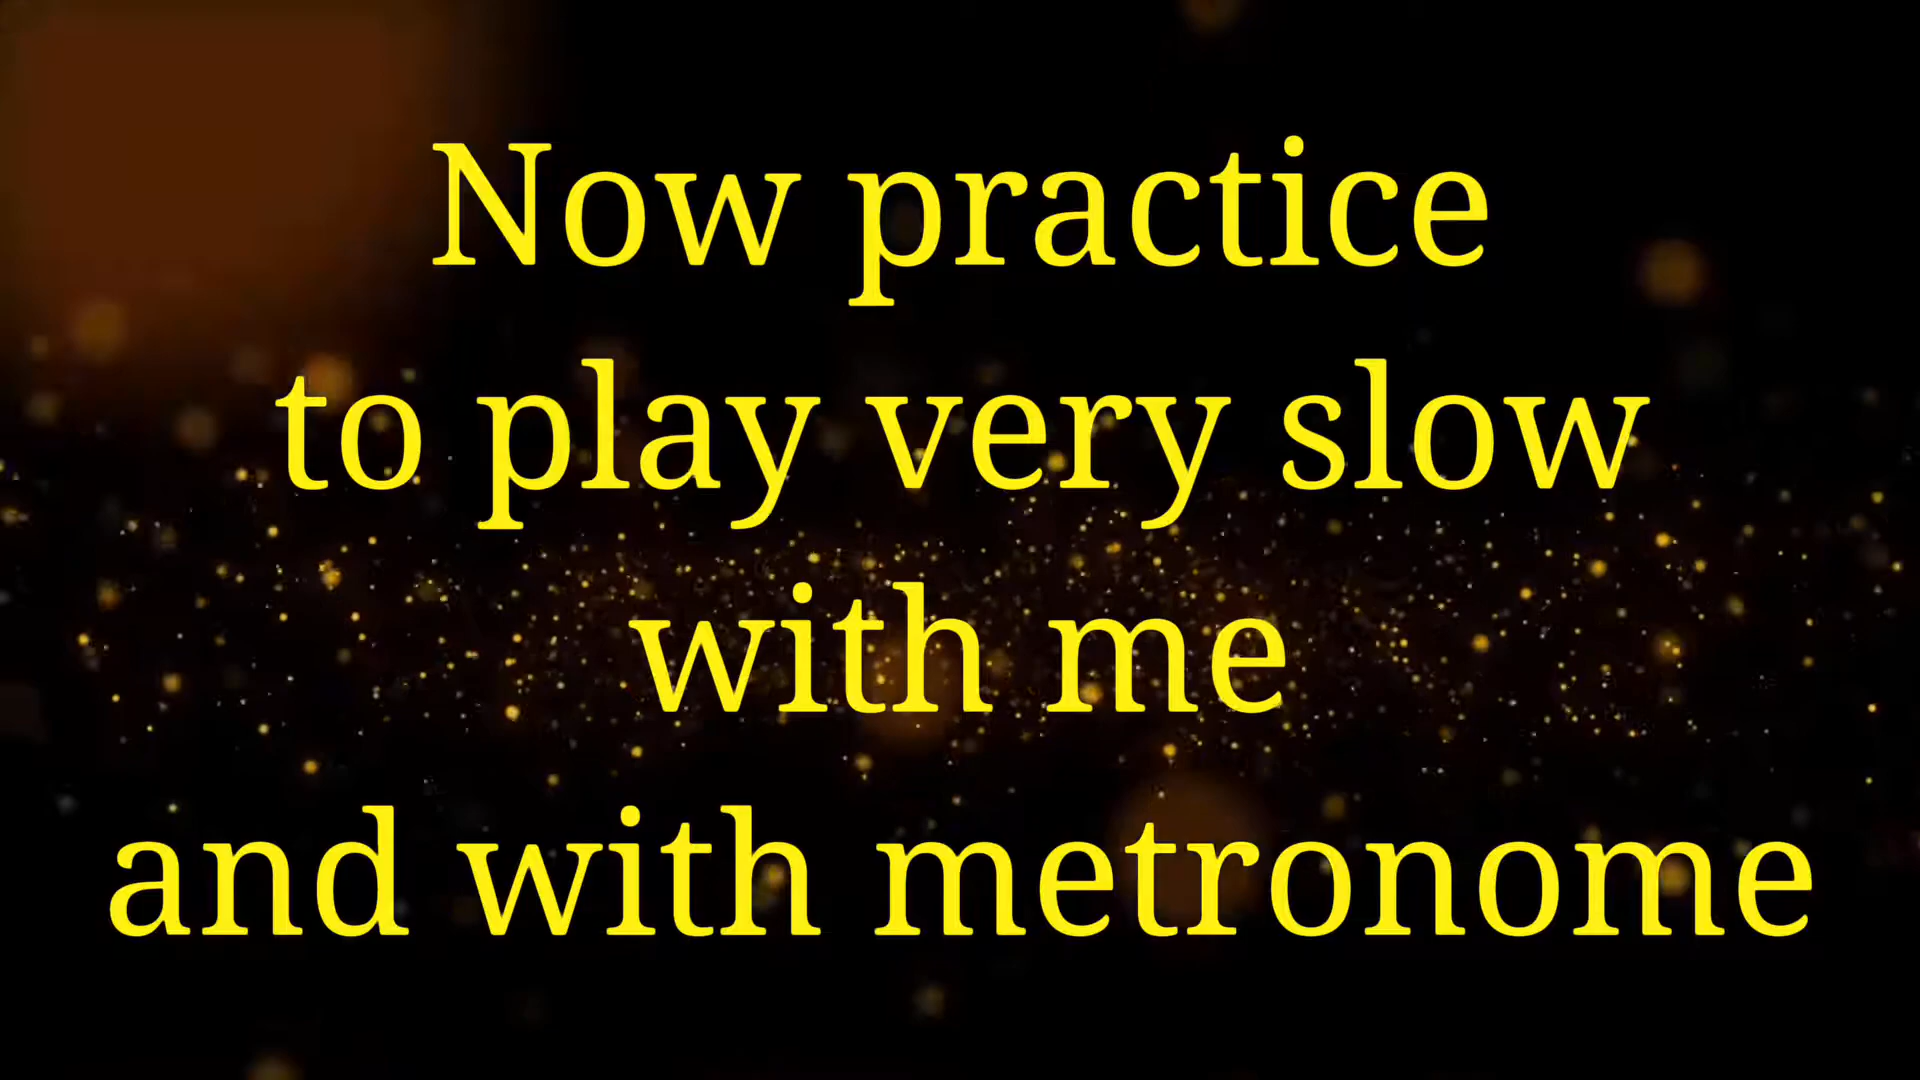 Now practice
to play very slow
with me
and with metronome